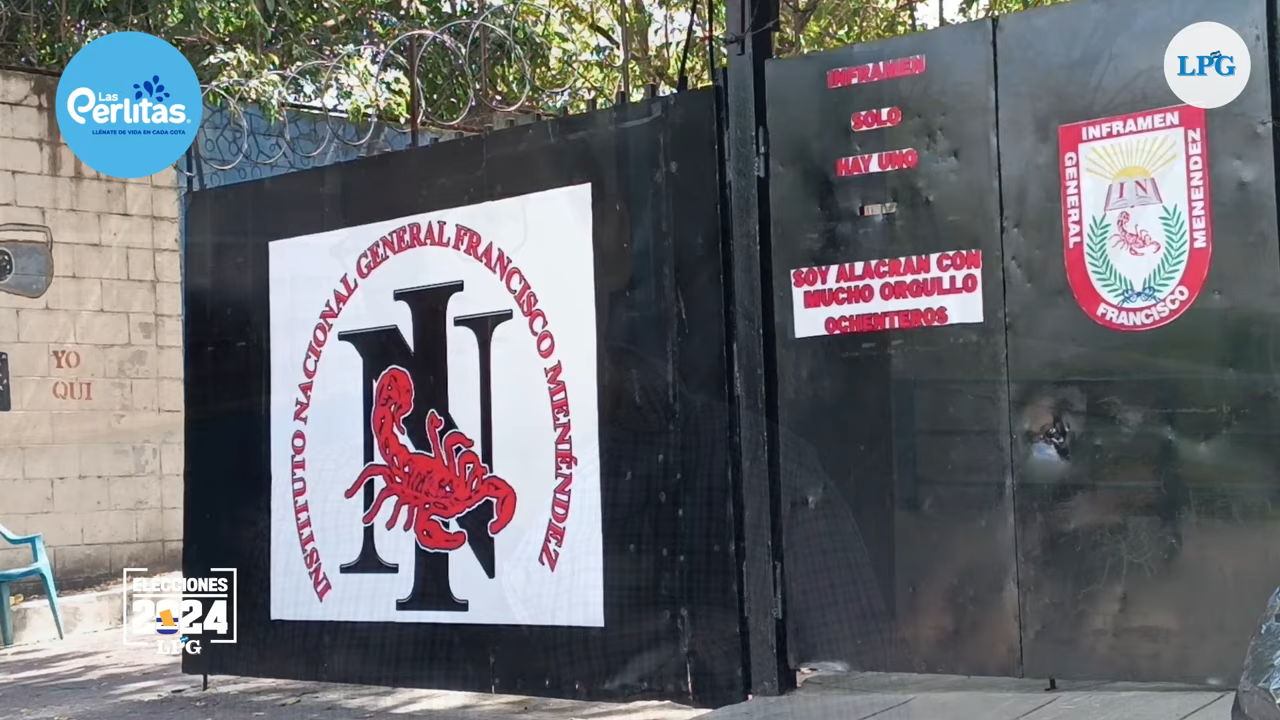 Las
Perlitas
LLÉNATE DE VIDA EN CADA GOTA
LPG
INFRAMEN
SOLO
HAY UNO
SOY ALACRAN CON
MUCHO ORGULLO
OCHENTEROS
INFRAMEN
GENERAL
MENENDEZ
IN
FRANCISCO
INSTITUTO NACIONAL GENERAL FRANCISCO MENÉNDEZ
IN
YO
QUI
ELECCIONES
2024
LPG